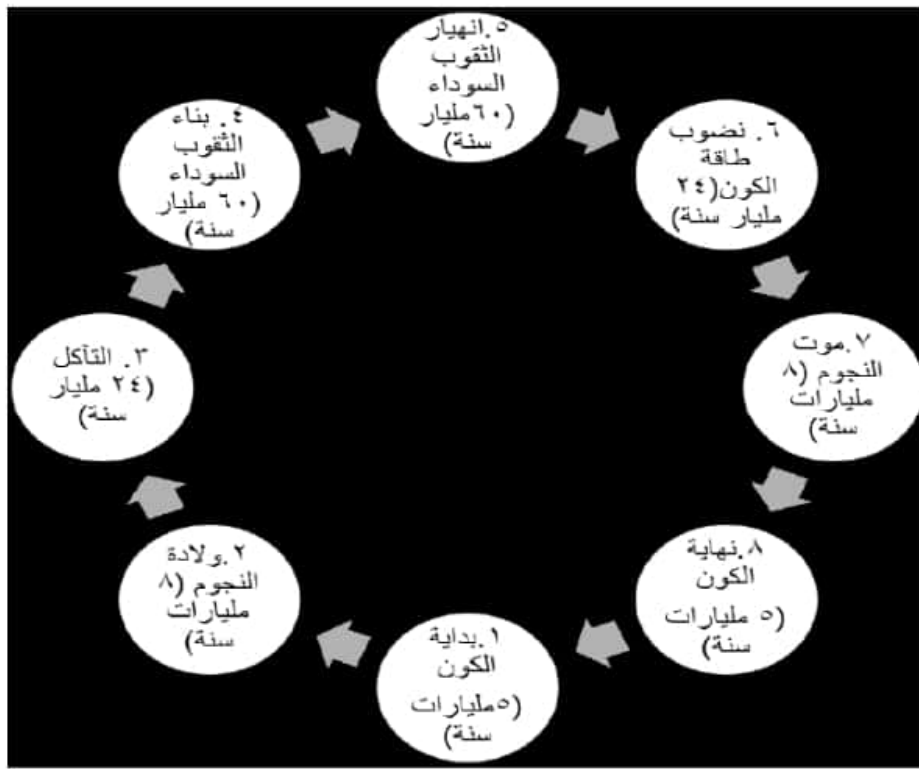 ١.بداية
الكون
(٥مليارات
سنة)
٢.ولادة
النجوم (٨
مليارات
سنة)
٣. التآكل
(٢٤ مليار
سنة)
٤. بناء
الثقوب
السوداء
(٦٠ مليار
سنة)
٥.انهيار
الثقوب
السوداء
(٦٠مليار
سنة)
٦. نضوب
طاقة
الكون(٢٤
مليار سنة)
٧.موت
النجوم (٨
مليارات
سنة)
٨.نهاية
الكون
(٥ مليارات
سنة)